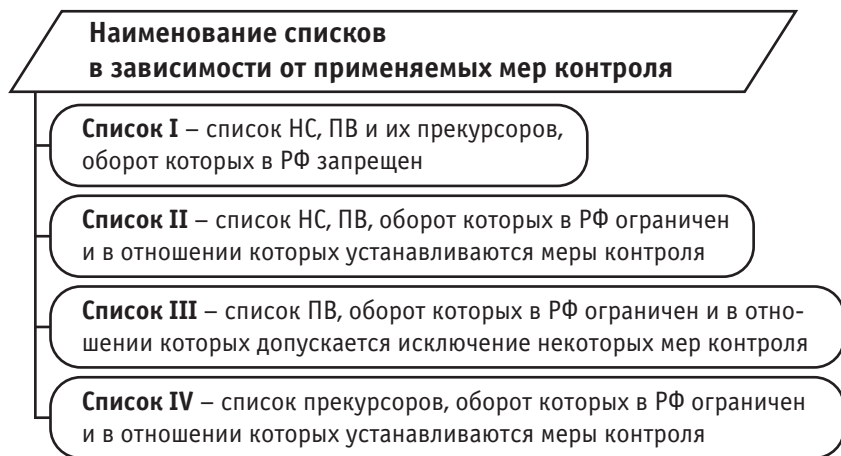 Наименование списков
в зависимости от применяемых мер контроля
Список I – список НС, ПВ и их прекурсоров,
оборот которых в РФ запрещен
Список II – список НС, ПВ, оборот которых в РФ ограничен
и в отношении которых устанавливаются меры контроля
Список III – список ПВ, оборот которых в РФ ограничен и в отно-
шении которых допускается исключение некоторых мер контроля
Список IV – список прекурсоров, оборот которых в РФ ограничен
и в отношении которых устанавливаются меры контроля